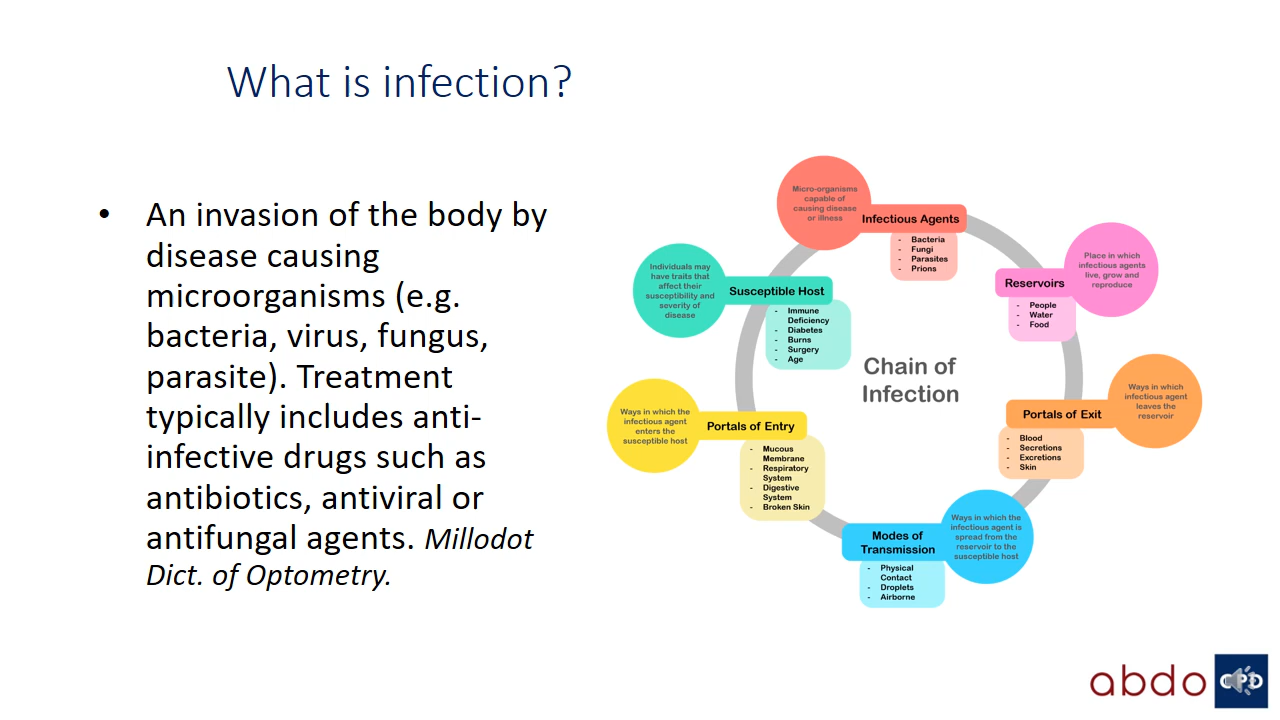 What is infection?
• An invasion of the body by
disease causing
microorganisms (e.g.
bacteria, virus, fungus,
parasite). Treatment
typically includes anti-
infective drugs such as
antibiotics, antiviral or
antifungal agents. Millodot
Dict. of Optometry.
Chain of
Infection
Micro-organisms
capable of
causing disease
or illness
Infectious Agents
- Bacteria
- Fungi
- Parasites
- Prions
Place in which
infectious agents
live, grow and
reproduce
Reservoirs
- People
- Water
- Food
Ways in which
infectious agent
leaves the
reservoir
Portals of Exit
- Blood
- Secretions
- Excretions
- Skin
Ways in which the
infectious agent is
spread from the
reservoir to the
susceptible host
Modes of
Transmission
- Physical
Contact
- Droplets
- Airborne
Ways in which the
infectious agent
enters the
susceptible host
Portals of Entry
- Mucous
Membrane
- Respiratory
System
- Digestive
System
- Broken Skin
Individuals may
have traits that
affect their
susceptibility and
severity of
disease
Susceptible Host
- Immune
Deficiency
- Diabetes
- Burns
- Surgery
- Age
abdo CPD